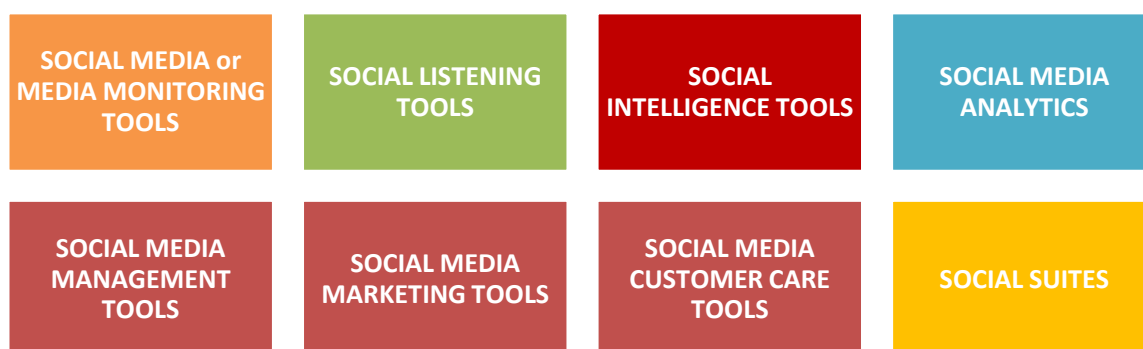 SOCIAL MEDIA or
MEDIA MONITORING
TOOLS
SOCIAL LISTENING
TOOLS
SOCIAL
INTELLIGENCE TOOLS
SOCIAL MEDIA
ANALYTICS
SOCIAL MEDIA
MANAGEMENT
TOOLS
SOCIAL MEDIA
MARKETING TOOLS
SOCIAL MEDIA
CUSTOMER CARE
TOOLS
SOCIAL SUITES